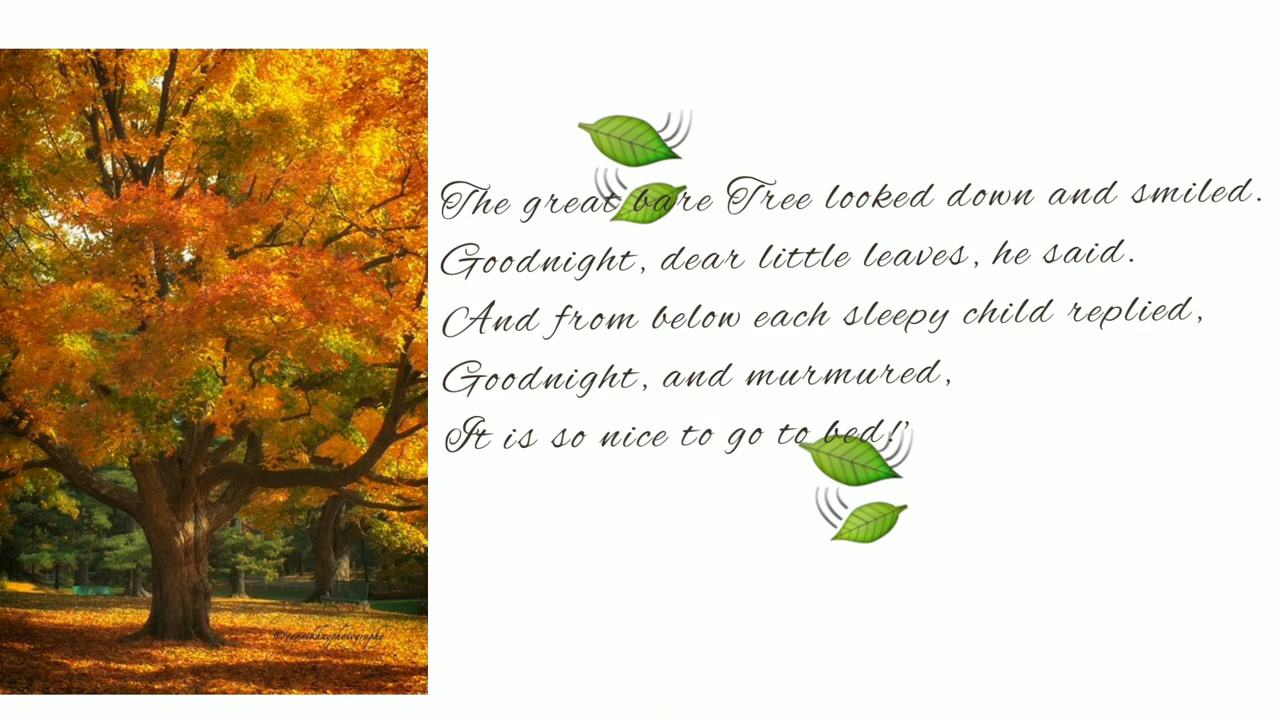 The great bare Tree looked down and smiled.
Goodnight, dear little leaves, he said.
And from below each sleepy child replied,
Goodnight, and murmured,
It is so nice to go to bed!'